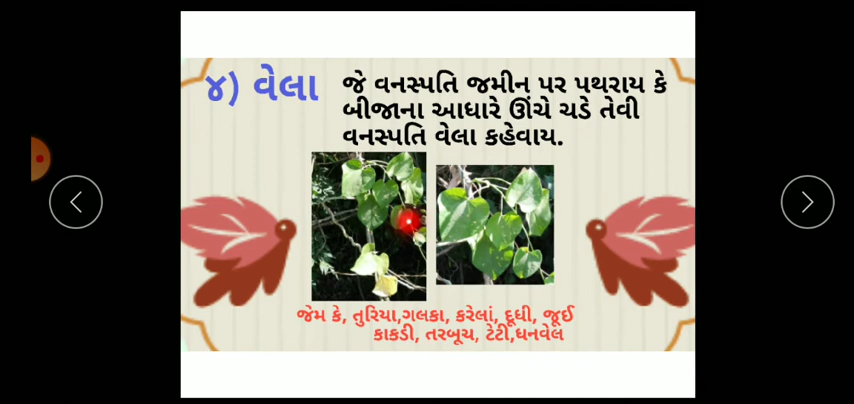 ૪) વેલા
જે વનસ્પતિ જમીન પર પથરાય કે
બીજાના આધારે ઊંચે ચડે તેવી
વનસ્પતિ વેલા કહેવાય.
જેમ કે, તુરિયા,ગલકા, કરેલાં, દૂધી, જૂઈ
કાકડી, તરબૂચ, ટેટી,ધનવેલ